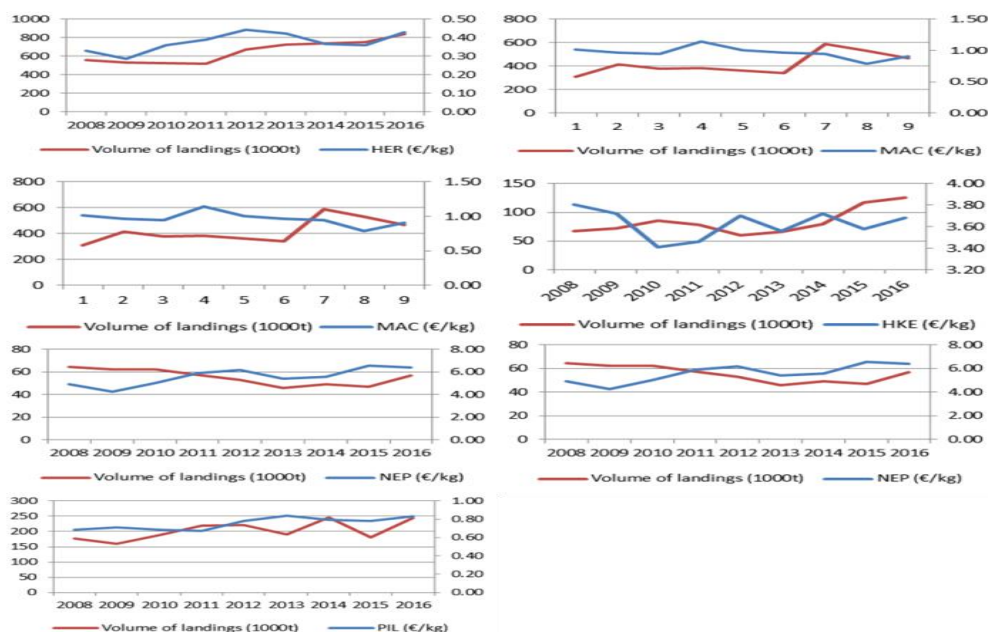 1000 0.50
800 0.40
600 0.30
400 0.20
200 0.10
0 0.00
2008 2009 2010 2011 2012 2013 2014 2015 2016
Volume of landings (1000t) HER (€/kg)
800 1.50
600 1.00
400
200 0.50
0 0.00
1 2 3 4 5 6 7 8 9
Volume of landings (1000t) MAC (€/kg)
800 1.50
600 1.00
400
200 0.50
0 0.00
1 2 3 4 5 6 7 8 9
Volume of landings (1000t) MAC (€/kg)
150 4.00
3.80
100 3.60
50 3.40
0 3.20
2008 2009 2010 2011 2012 2013 2014 2015 2016
Volume of landings (1000t) HKE (€/kg)
80 8.00
60 6.00
40 4.00
20 2.00
0 0.00
2008 2009 2010 2011 2012 2013 2014 2015 2016
Volume of landings (1000t) NEP (€/kg)
80 8.00
60 6.00
40 4.00
20 2.00
0 0.00
2008 2009 2010 2011 2012 2013 2014 2015 2016
Volume of landings (1000t) NEP (€/kg)
300 1.00
250 0.80
200 0.60
150
100 0.40
50 0.20
0 0.00
2008 2009 2010 2011 2012 2013 2014 2015 2016
Volume of landings (1000t) PIL (€/kg)